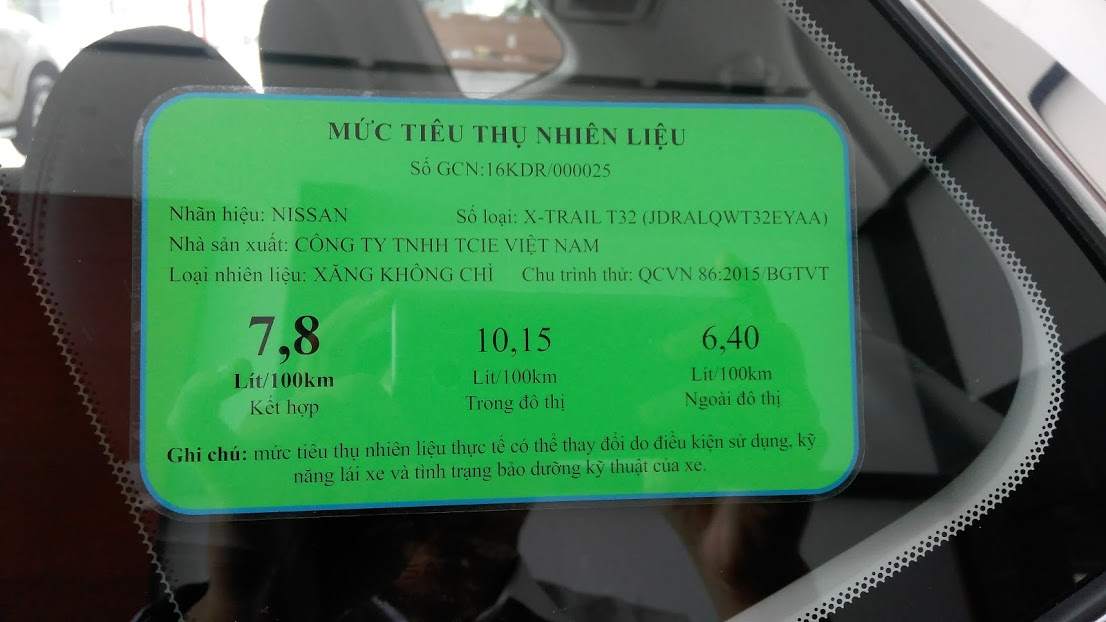 MỨC TIÊU THỤ NHIÊN LIỆU
Số GCN:16KDR/000025
Nhãn hiệu: NISSAN Số loại: X-TRAIL T32 (JDRALQWT32EYAA)
Nhà sản xuất: CÔNG TY TNHH TCIE VIỆT NAM
Loại nhiên liệu: XĂNG KHÔNG CHÌ Chu trình thử: QCVN 86:2015/BGTVT
7,8 10,15 6,40
Lít/100km Lít/100km Lít/100km
Kết hợp Trong đô thị Ngoài đô thị
Ghi chú: mức tiêu thụ nhiên liệu thực tế có thể thay đổi do điều kiện sử dụng, kỹ
năng lái xe và tình trạng bảo dưỡng kỹ thuật của xe.